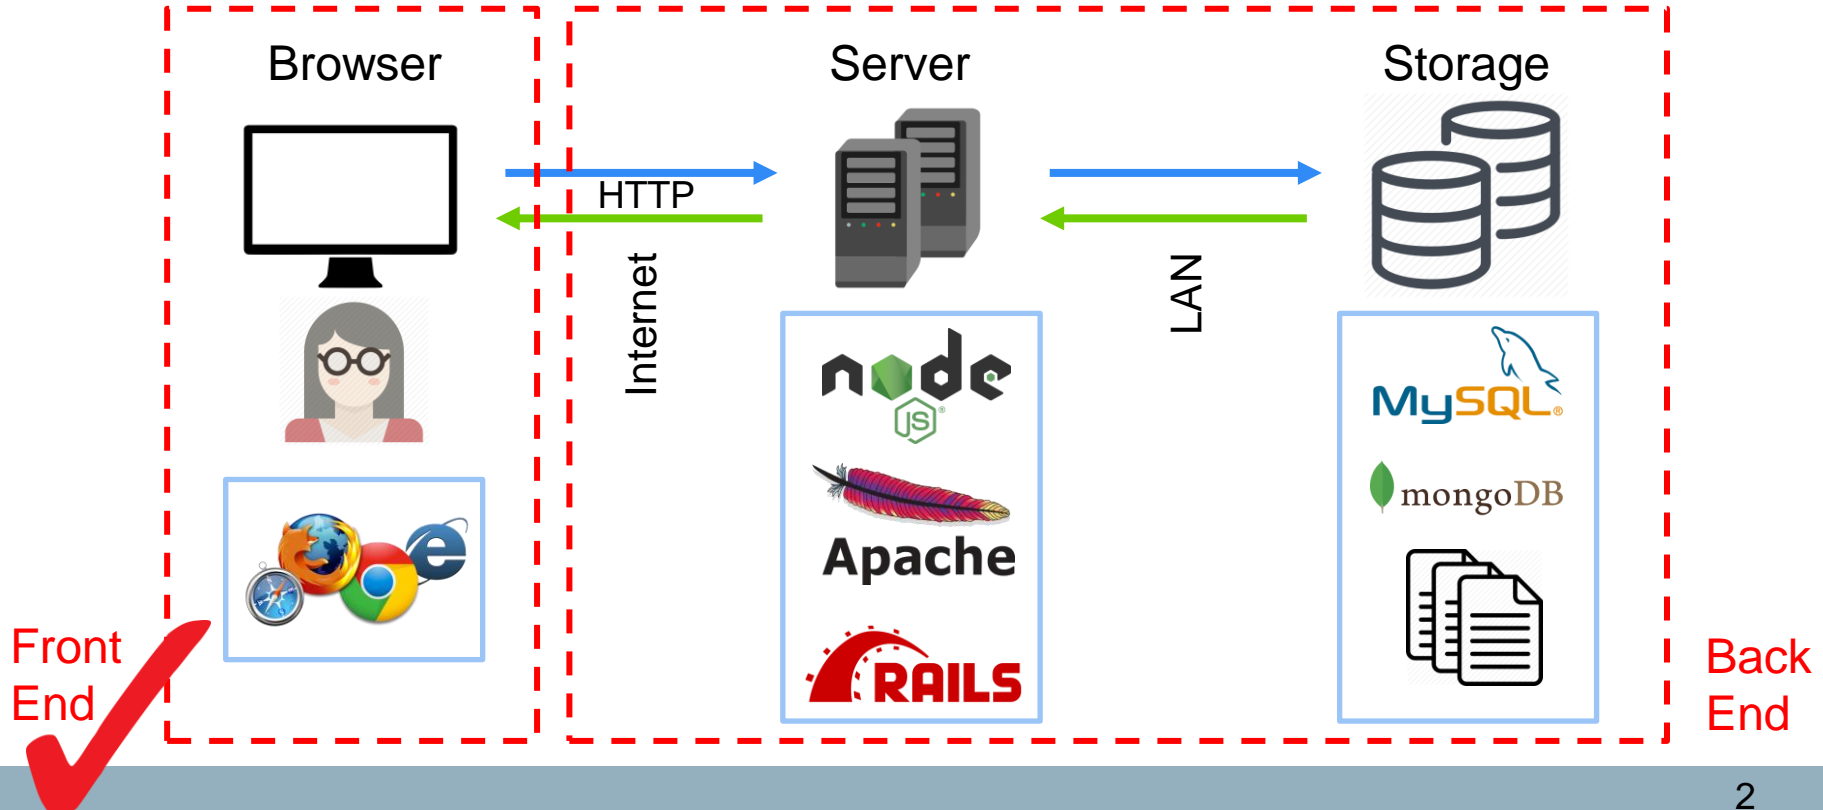 Browser
Server
Storage
HTTP
Internet
LAN
node
JS®
Apache
RAILS
MySQL®
mongoDB
Front
End
Back
End
2